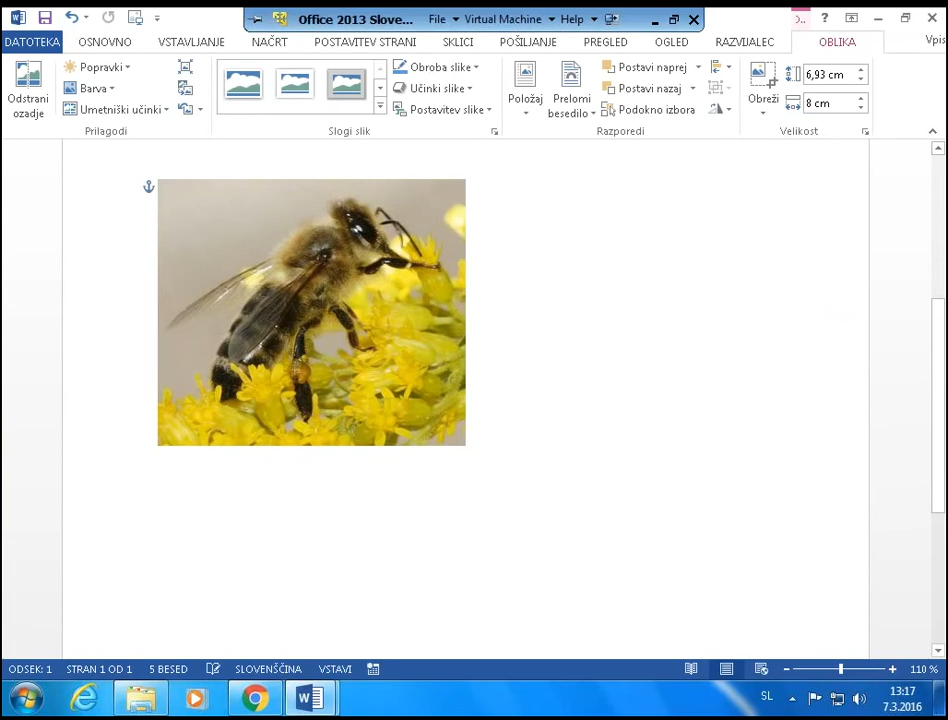 Office 2013 Slove... File Virtual Machine Help
DATOTEKA OSNOVNO VSTAVLJANJE NAČRT POSTAVITEV STRANI SKLICI POŠILJANJE PREGLED OGLED RAZVIJALEC OBLIKA Vpis
Odstrani ozadje
Popravki
Barva
Umetniški učinki
Prilagodi
Slogi slik
Obroba slike
Učinki slike
Postavitev slike
Položaj
Prelomi besedilo
Postavi naprej
Postavi nazaj
Podokno izbora
Razporedi
Obreži
6,93 cm
8 cm
Velikost
ODSEK: 1 STRAN 1 OD 1 5 BESED SLOVENŠČINA VSTAVI 110 %
SL 13:17
7.3.2016